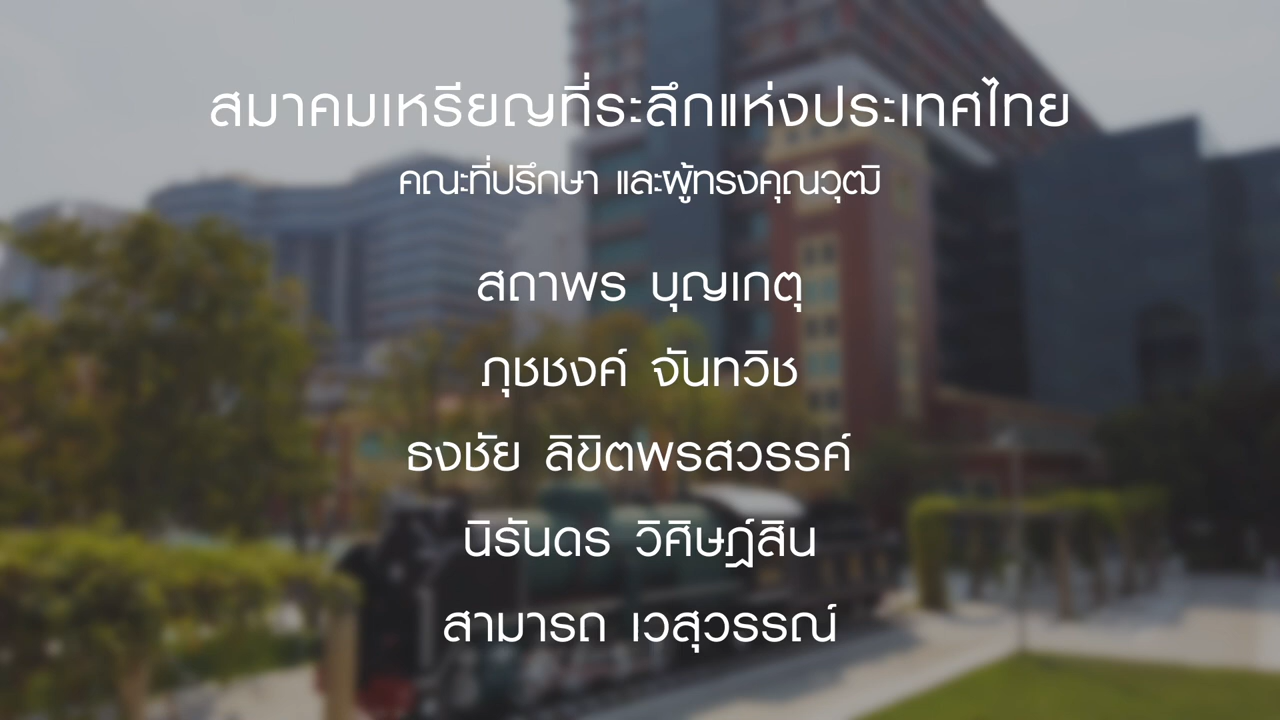 สมาคมเหรียญที่ระลึกแห่งประเทศไทย
คณะที่ปรึกษา และผู้ทรงคุณวุฒิ
สถาพร บุญเกตุ
ภุชชงค์ จันทวิช
ธงชัย ลิขิตพรสวรรค์
นิรันดร วิศิษฎ์สิน
สามารถ เวสุวรรณ์